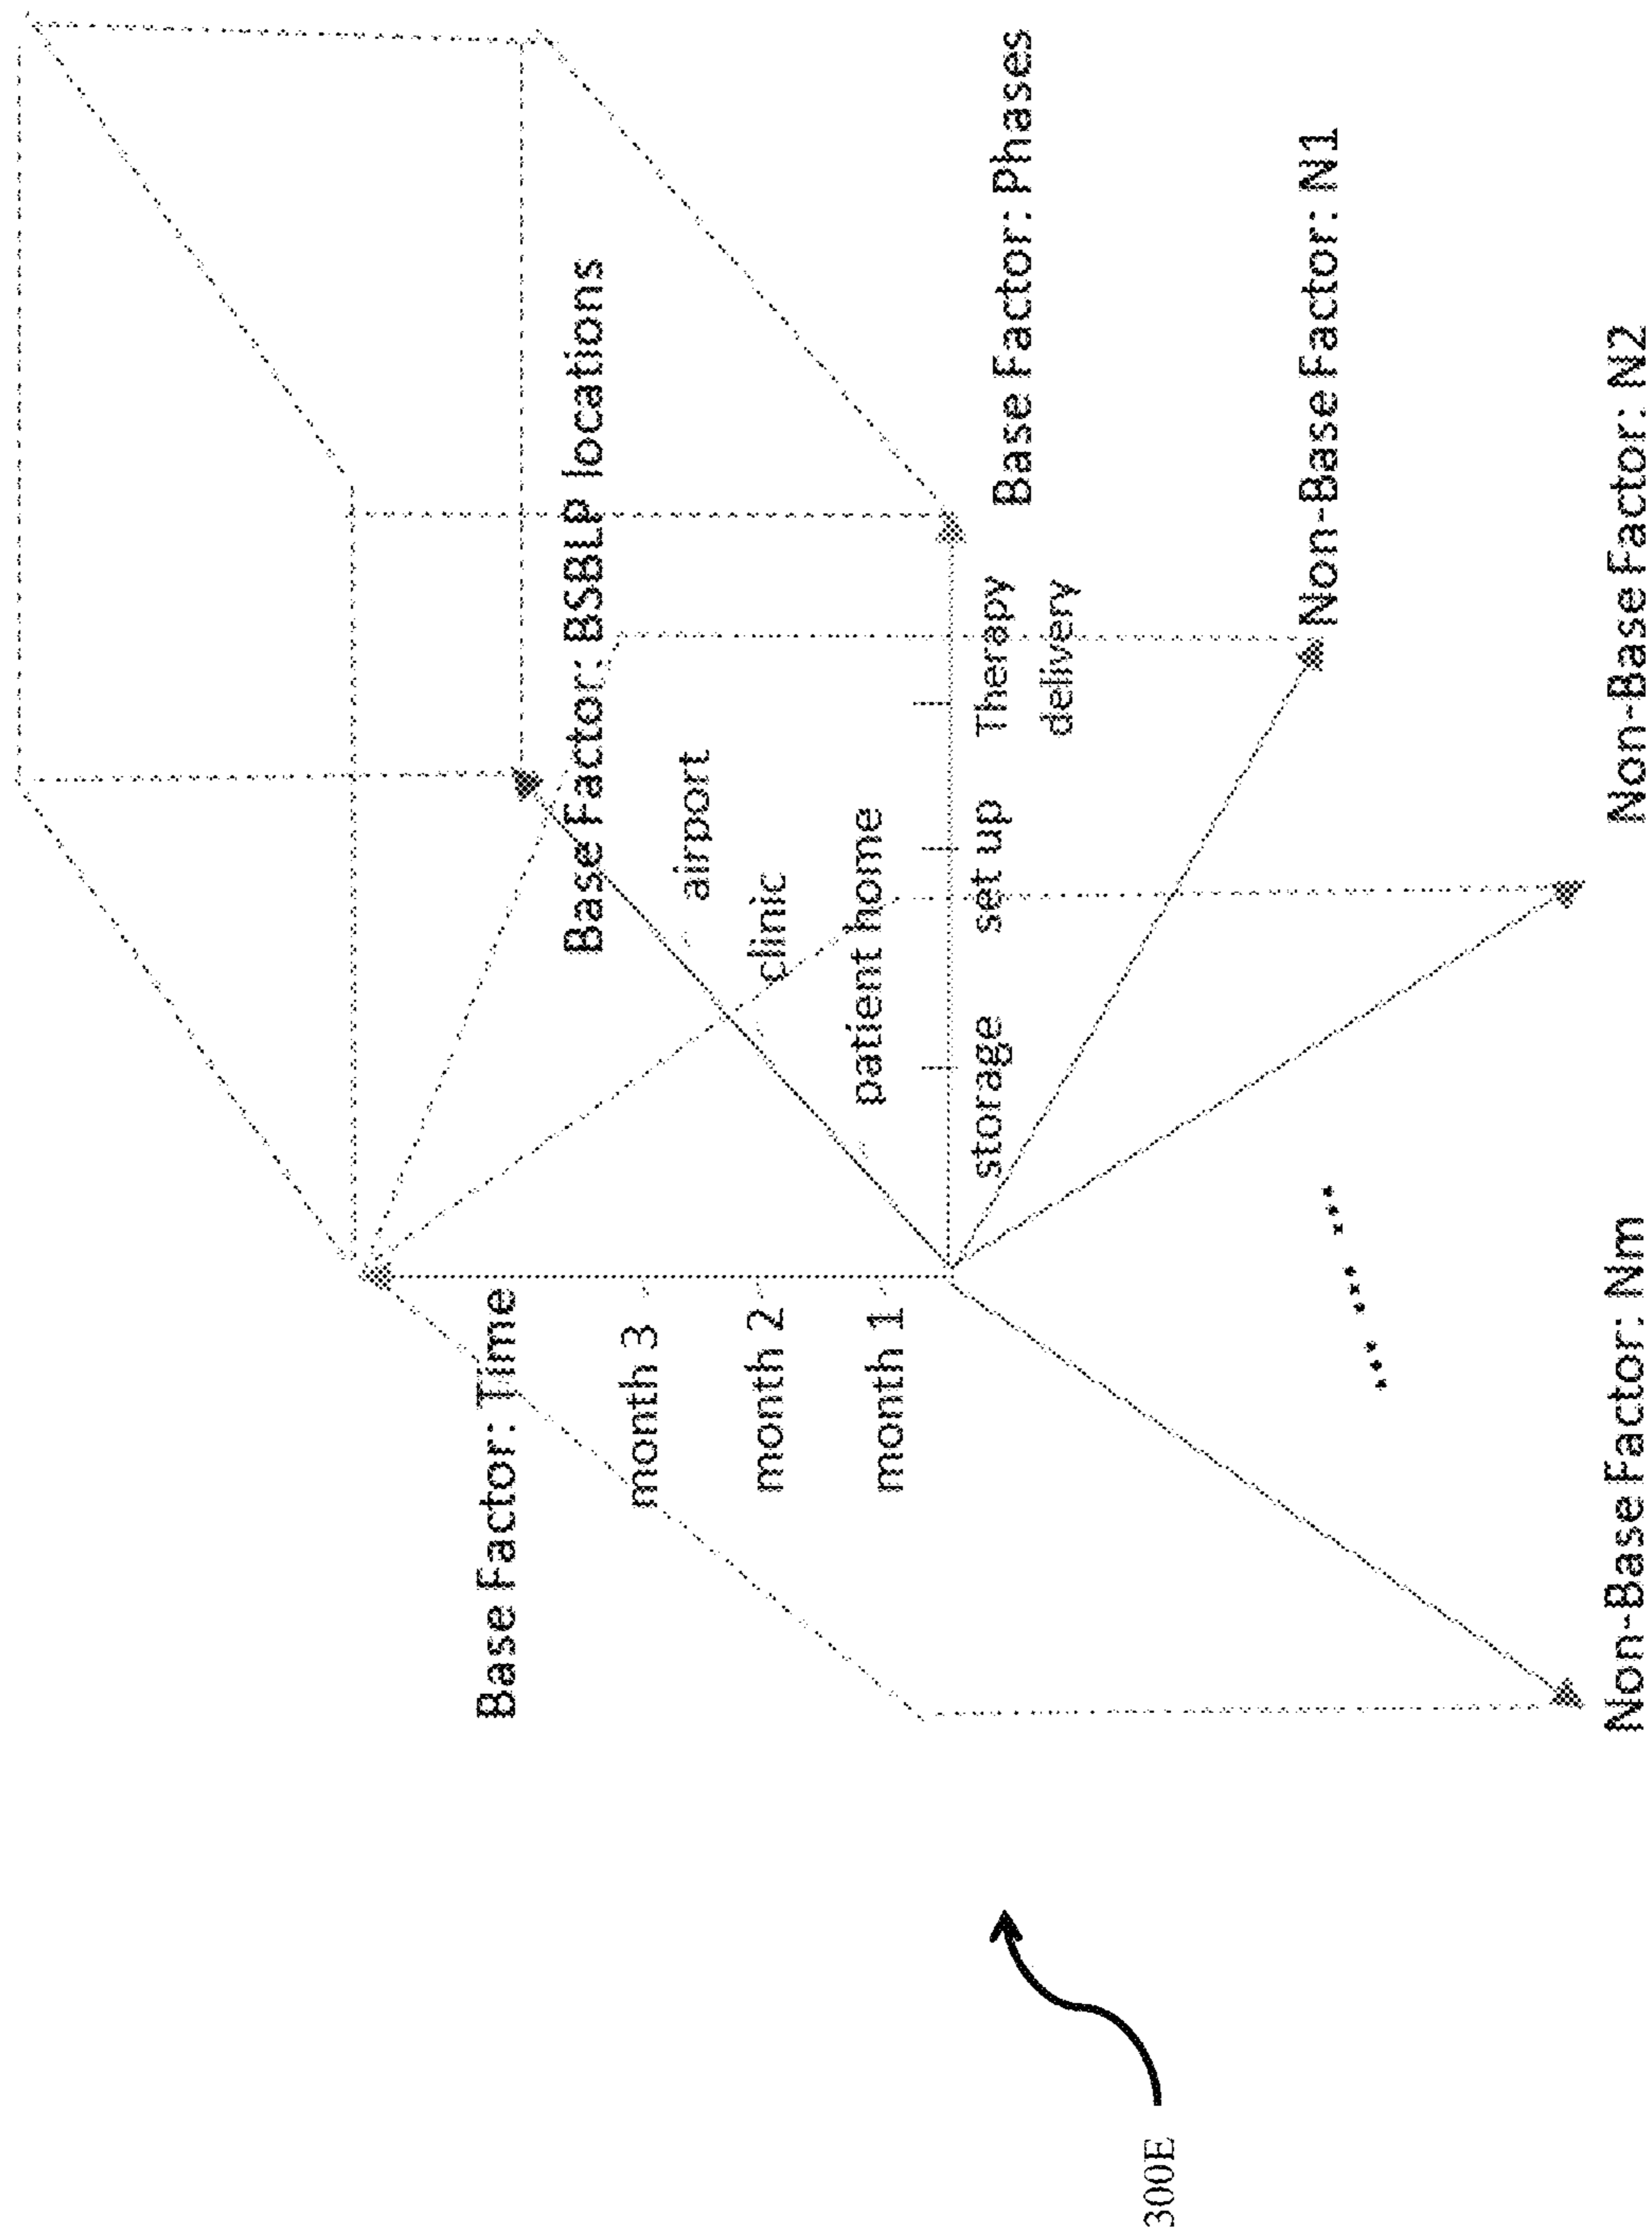 Base Factor: Time
month 3
month 2
month 1
Base Factor: BSBLP locations
airport
clinic
patient home
storage
set up
Therapy
delivery
Base Factor: Phases
Non-Base Factor: N1
Non-Base Factor: N2
Non-Base Factor: Nm
300E